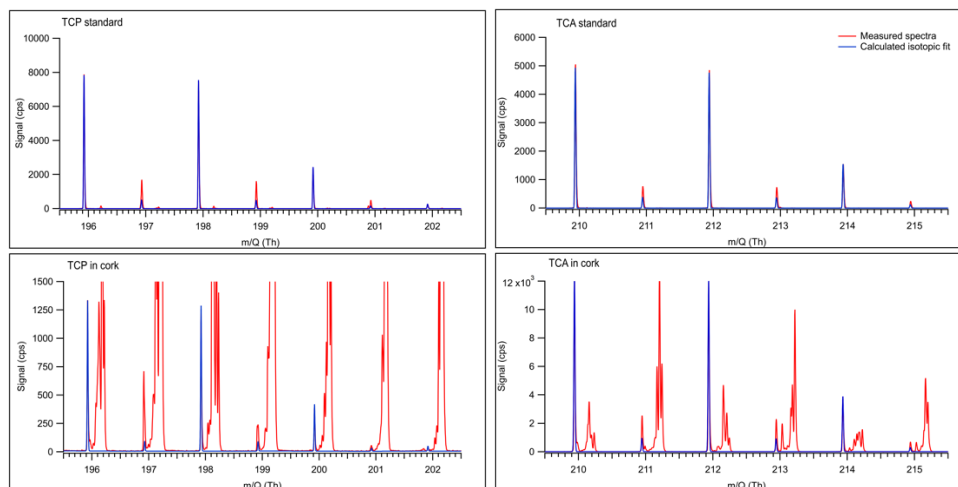 TCP standard
10000
8000
6000
4000
2000
0
Signal (cps)
196 197 198 199 200 201 202
m/Q (Th)
TCA standard
6000
5000
4000
3000
2000
1000
0
Signal (cps)
Measured spectra
Calculated isotopic fit
210 211 212 213 214 215
m/Q (Th)
TCP in cork
1500
1250
1000
750
500
250
0
Signal (cps)
196 197 198 199 200 201 202
m/Q (Th)
TCA in cork
12 x10³
10
8
6
4
2
0
Signal (cps)
210 211 212 213 214 215
m/Q (Th)